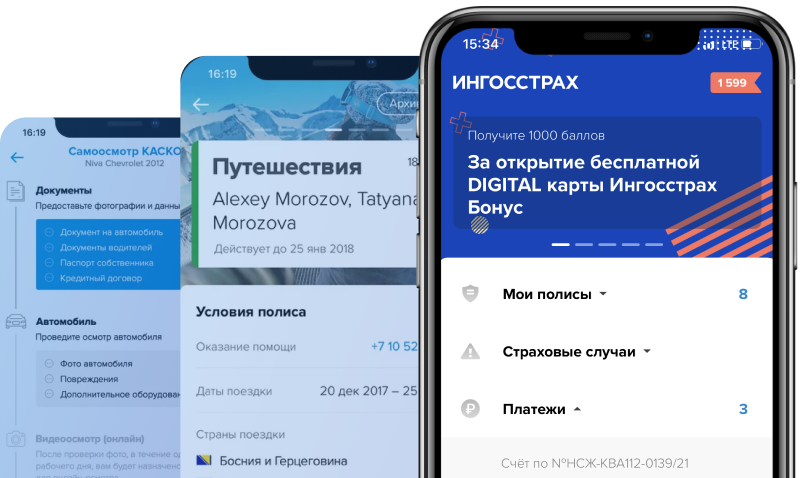 16:19
Самоосмотр КАСКО
Niva Chevrolet 2012
Документы
Предоставьте фотографии и данны
Документ на автомобиль
Документы водителей
Паспорт собственника
Кредитный договор
Автомобиль
Проведите осмотр автомобиля
Фото автомобиля
Повреждения
Дополнительное оборудован
Видеоосмотр (онлайн)
После проверки фото, в течение од
рабочего дня, вам будет назначено
16:19
Архи
Путешествия 18
Alexey Morozov, Tatyana
Morozova
Действует до 25 янв 2018
Условия полиса
Оказание помощи +7 10 52
Даты поездки 20 дек 2017 – 25
Страны поездки
Босния и Герцеговина
15:34 LTE
ИНГОССТРАХ 1 599
Получите 1000 баллов
За открытие бесплатной
DIGITAL карты Ингосстрах
Бонус
Мои полисы 8
Страховые случаи
Платежи 3
Счёт по №НСЖ-КВА112-0139/21